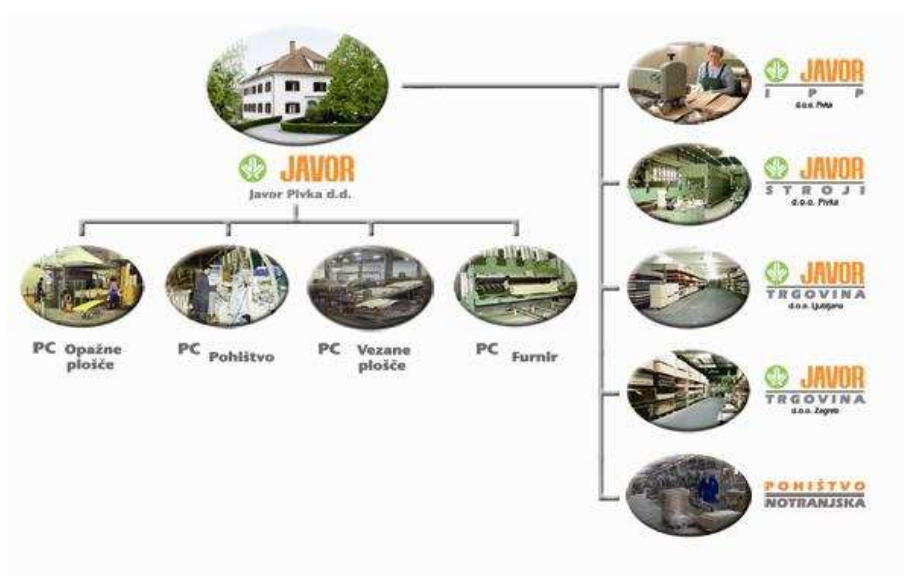 JAVOR
Javor Pivka d.d.
PC Opažne
plošče
PC Pohištvo
PC Vezane
plošče
PC Furnir
JAVOR
I P P
d.o.o. Pivka
JAVOR
STROJI
d.o.o. Pivka
JAVOR
TRGOVINA
d.o.o. Ljubljana
JAVOR
TRGOVINA
d.o.o. Zagreb
POHIŠTVO
NOTRANJSKA